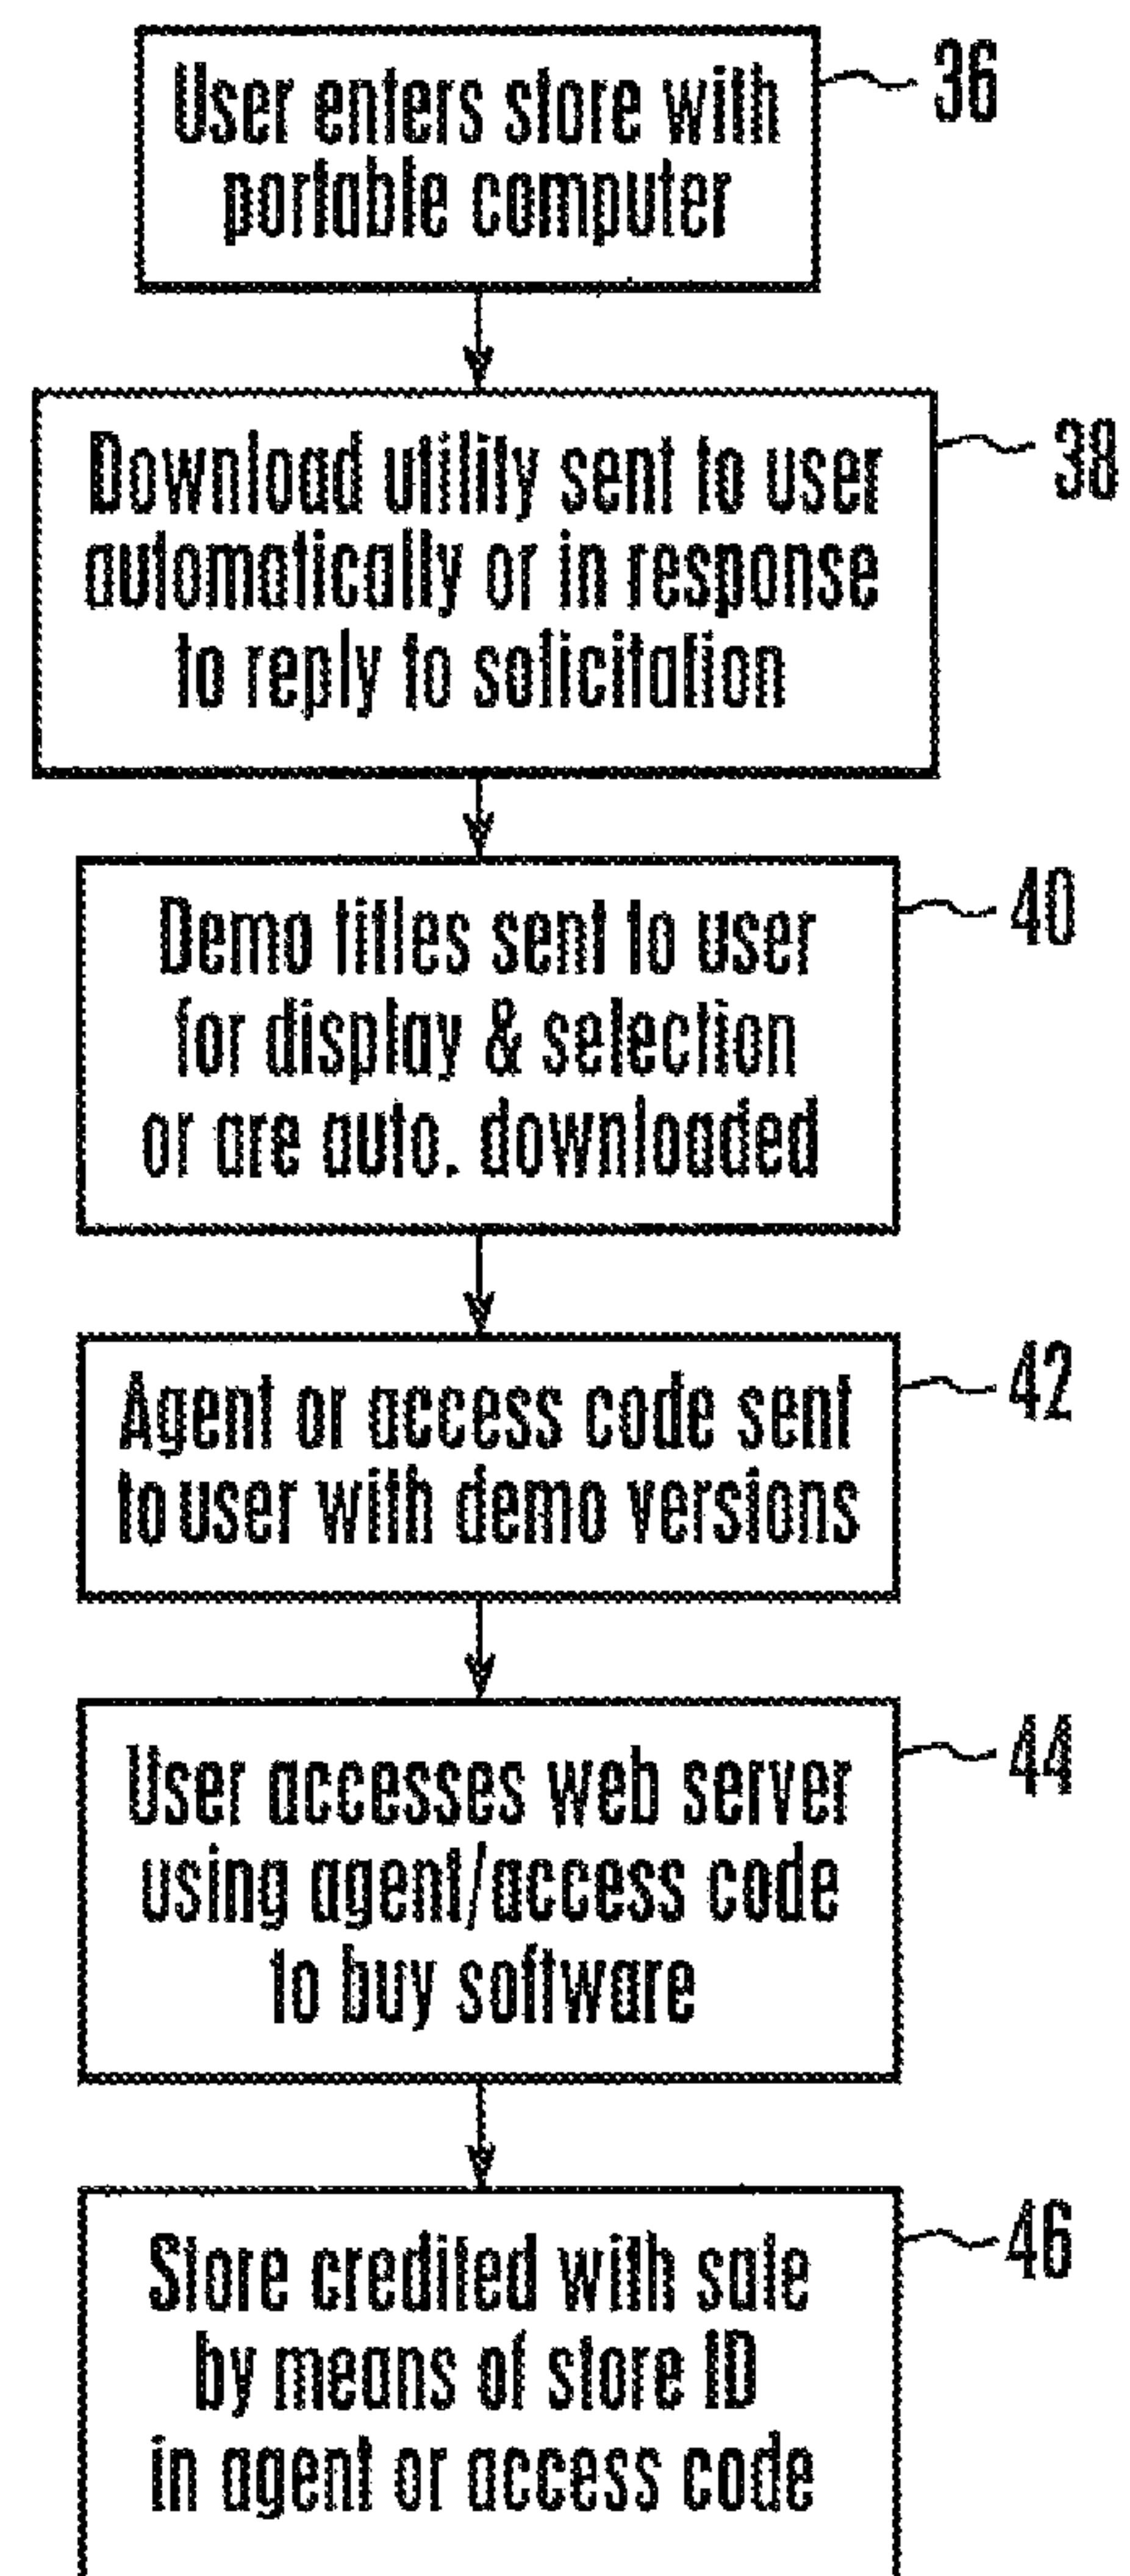 User enters store with
portable computer
36
Download utility sent to user
automatically or in response
to reply to solicitation
38
Demo titles sent to user
for display & selection
or are auto. downloaded
40
Agent or access code sent
to user with demo versions
42
User accesses web server
using agent/access code
to buy software
44
Store credited with sale
by means of store ID
in agent or access code
46